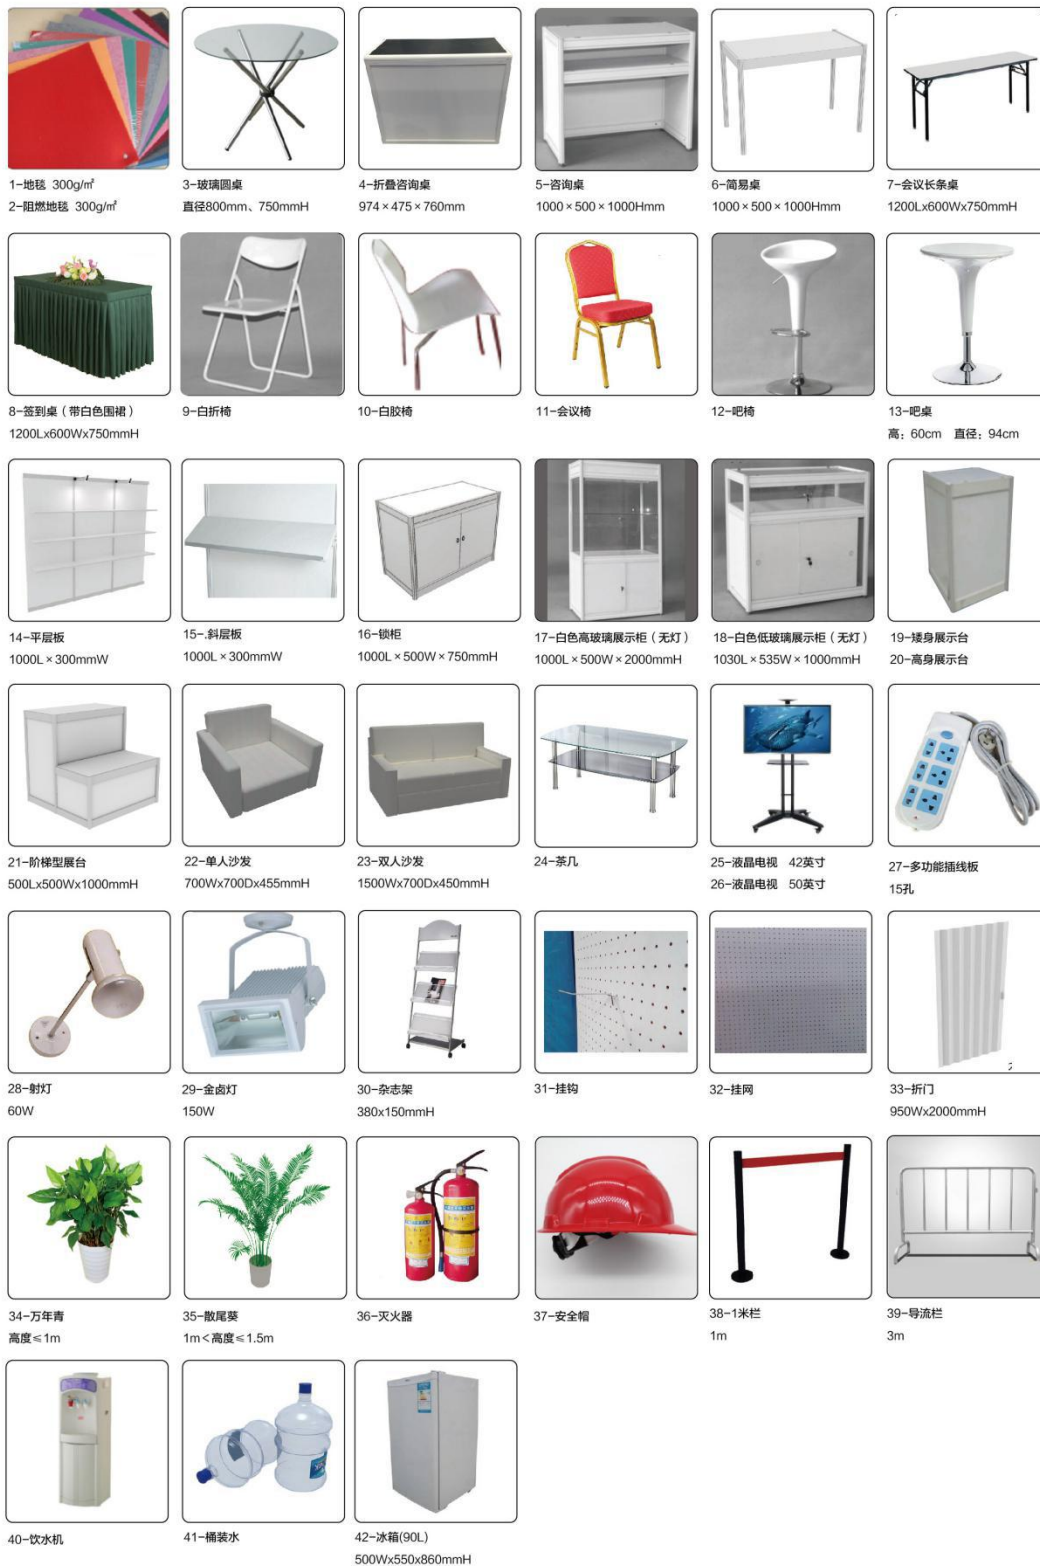 1-地毯 300g/㎡
2-阻燃地毯 300g/㎡
3-玻璃圆桌
直径800mm、750mmH
4-折叠咨询桌
974×475×760mm
5-咨询桌
1000×500×1000Hmm
6-简易桌
1000×500×1000Hmm
7-会议长条桌
1200Lx600Wx750mmH
8-签到桌（带白色围裙）
1200Lx600Wx750mmH
9-白折椅
10-白胶椅
11-会议椅
12-吧椅
13-吧桌
高：60cm 直径：94cm
14-平层板
1000L×300mmW
15-.斜层板
1000L×300mmW
16-锁柜
1000L×500W×750mmH
17-白色高玻璃展示柜（无灯）
1000L×500W×2000mmH
18-白色低玻璃展示柜（无灯）
1030L×535W×1000mmH
19-矮身展示台
20-高身展示台
21-阶梯型展台
500Lx500Wx1000mmH
22-单人沙发
700Wx700Dx455mmH
23-双人沙发
1500Wx700Dx450mmH
24-茶几
25-液晶电视 42英寸
26-液晶电视 50英寸
27-多功能插线板
15孔
28-射灯
60W
29-金卤灯
150W
30-杂志架
380x150mmH
31-挂钩
32-挂网
33-折门
950Wx2000mmH
34-万年青
高度≤1m
35-散尾葵
1m＜高度≤1.5m
36-灭火器
37-安全帽
38-1米栏
1m
39-导流栏
3m
40-饮水机
41-桶装水
42-冰箱(90L)
500Wx550x860mmH